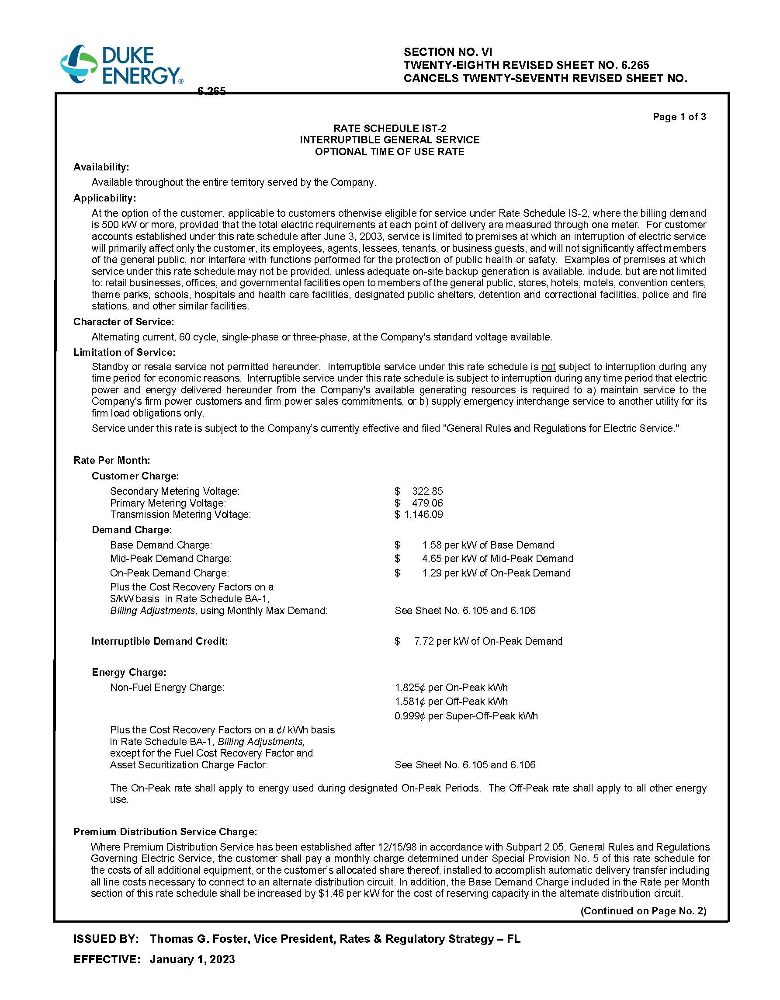 DUKE
ENERGY®
SECTION NO. VI
TWENTY-EIGHTH REVISED SHEET NO. 6.265
CANCELS TWENTY-SEVENTH REVISED SHEET NO.
6.265
Page 1 of 3
RATE SCHEDULE IST-2
INTERRUPTIBLE GENERAL SERVICE
OPTIONAL TIME OF USE RATE
Availability:
Available throughout the entire territory served by the Company.
Applicability:
At the option of the customer, applicable to customers otherwise eligible for service under Rate Schedule IS-2, where the billing demand
is 500 kW or more, provided that the total electric requirements at each point of delivery are measured through one meter. For customer
accounts established under this rate schedule after June 3, 2003, service is limited to premises at which an interruption of electric service
will primarily affect only the customer, its employees, agents, lessees, tenants, or business guests, and will not significantly affect members
of the general public, nor interfere with functions performed for the protection of public health or safety. Examples of premises at which
service under this rate schedule may not be provided, unless adequate on-site backup generation is available, include, but are not limited
to: retail businesses, offices, and governmental facilities open to members of the general public, stores, hotels, motels, convention centers,
theme parks, schools, hospitals and health care facilities, designated public shelters, detention and correctional facilities, police and fire
stations, and other similar facilities.
Character of Service:
Alternating current, 60 cycle, single-phase or three-phase, at the Company's standard voltage available.
Limitation of Service:
Standby or resale service not permitted hereunder. Interruptible service under this rate schedule is not subject to interruption during any
time period for economic reasons. Interruptible service under this rate schedule is subject to interruption during any time period that electric
power and energy delivered hereunder from the Company's available generating resources is required to a) maintain service to the
Company's firm power customers and firm power sales commitments, or b) supply emergency interchange service to another utility for its
firm load obligations only.
Service under this rate is subject to the Company's currently effective and filed "General Rules and Regulations for Electric Service."
Rate Per Month:
Customer Charge:
Secondary Metering Voltage: $ 322.85
Primary Metering Voltage: $ 479.06
Transmission Metering Voltage: $ 1,146.09
Demand Charge:
Base Demand Charge: $ 1.58 per kW of Base Demand
Mid-Peak Demand Charge: $ 4.65 per kW of Mid-Peak Demand
On-Peak Demand Charge: $ 1.29 per kW of On-Peak Demand
Plus the Cost Recovery Factors on a
$/kW basis in Rate Schedule BA-1,
Billing Adjustments, using Monthly Max Demand: See Sheet No. 6.105 and 6.106
Interruptible Demand Credit: $ 7.72 per kW of On-Peak Demand
Energy Charge:
Non-Fuel Energy Charge: 1.825¢ per On-Peak kWh
1.581¢ per Off-Peak kWh
0.999¢ per Super-Off-Peak kWh
Plus the Cost Recovery Factors on a ¢/ kWh basis
in Rate Schedule BA-1, Billing Adjustments,
except for the Fuel Cost Recovery Factor and
Asset Securitization Charge Factor: See Sheet No. 6.105 and 6.106
The On-Peak rate shall apply to energy used during designated On-Peak Periods. The Off-Peak rate shall apply to all other energy
use.
Premium Distribution Service Charge:
Where Premium Distribution Service has been established after 12/15/98 in accordance with Subpart 2.05, General Rules and Regulations
Governing Electric Service, the customer shall pay a monthly charge determined under Special Provision No. 5 of this rate schedule for
the costs of all additional equipment, or the customer's allocated share thereof, installed to accomplish automatic delivery transfer including
all line costs necessary to connect to an alternate distribution circuit. In addition, the Base Demand Charge included in the Rate per Month
section of this rate schedule shall be increased by $1.46 per kW for the cost of reserving capacity in the alternate distribution circuit.
(Continued on Page No. 2)
ISSUED BY: Thomas G. Foster, Vice President, Rates & Regulatory Strategy – FL
EFFECTIVE: January 1, 2023